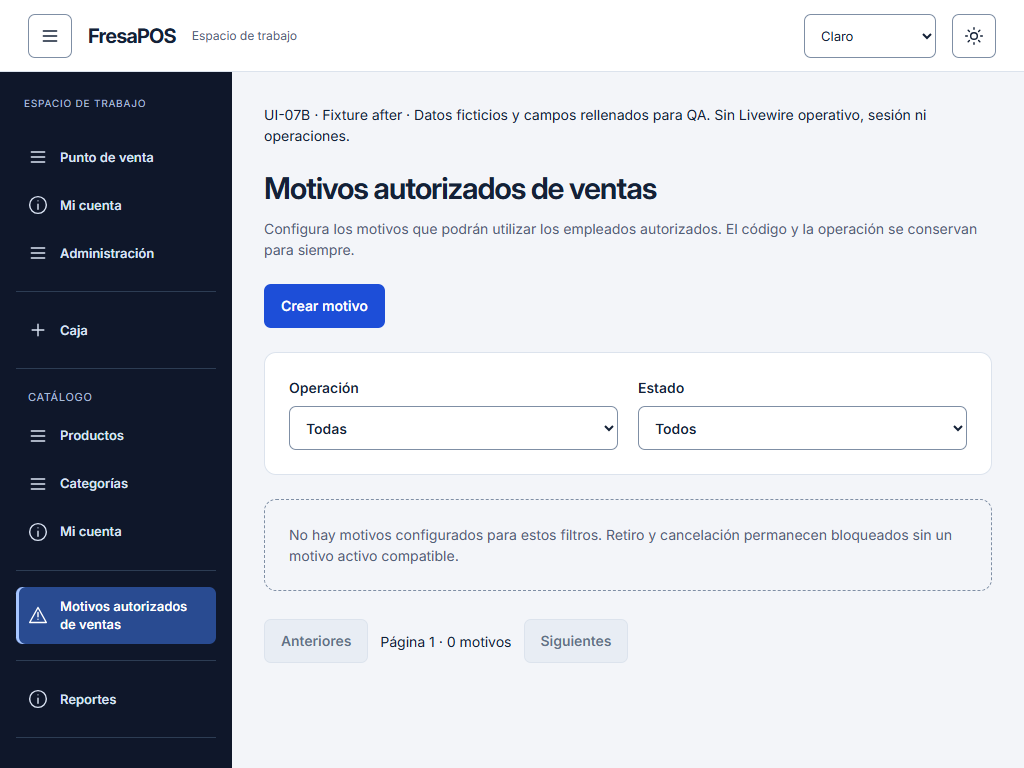 FresaPOS
Espacio de trabajo
Claro
ESPACIO DE TRABAJO
Punto de venta
Mi cuenta
Administración
Caja
CATÁLOGO
Productos
Categorías
Mi cuenta
Motivos autorizados
de ventas
Reportes
UI-07B · Fixture after · Datos ficticios y campos rellenados para QA. Sin Livewire operativo, sesión ni
operaciones.
Motivos autorizados de ventas
Configura los motivos que podrán utilizar los empleados autorizados. El código y la operación se conservan
para siempre.
Crear motivo
Operación
Estado
Todas
Todos
No hay motivos configurados para estos filtros. Retiro y cancelación permanecen bloqueados sin un
motivo activo compatible.
Anteriores
Página 1 · 0 motivos
Siguientes